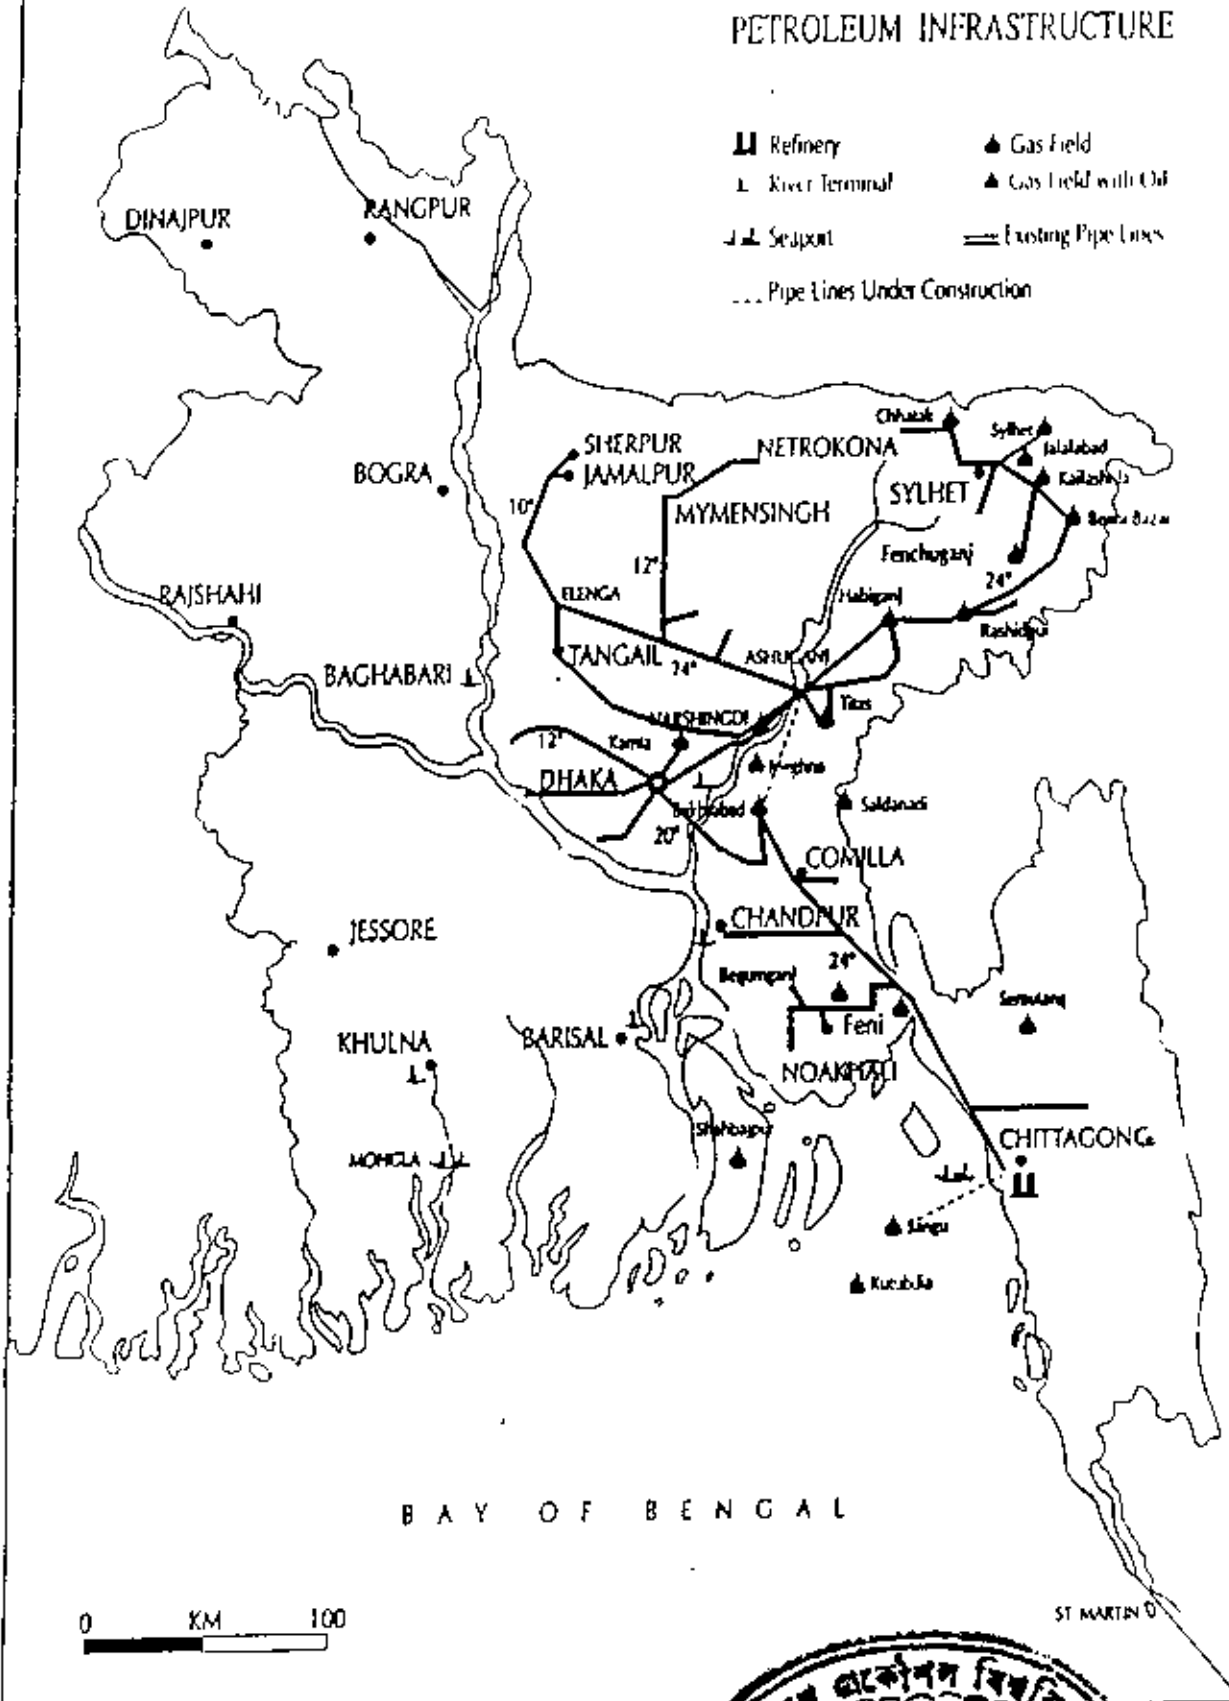 PETROLEUM INFRASTRUCTURE
Refinery
Gas Field
River Terminal
Gas Field with Oil
Seaport
Existing Pipe Lines
Pipe Lines Under Construction
DINAJPUR
RANGPUR
Chhatak
Sylhet
SHERPUR
NETROKONA
Jalalabad
BOGRA
JAMALPUR
Kailashtila
SYLHET
10"
MYMENSINGH
Fenchuganj
12"
24"
RAJSHAHI
ELENGA
Habiganj
Rashidpur
BAGHABARI
TANGAIL
24"
ASHUGANJ
Titas
NARSHINGDI
12"
Kamta
DHAKA
Meghna
Bakhrabad
Saldanadi
20"
COMILLA
JESSORE
CHANDPUR
24"
Begumganj
Semutang
KHULNA
BARISAL
Feni
NOAKHALI
Shahbajpur
CHITTAGONG
MONGLA
Sangu
Kutubdia
BAY OF BENGAL
0 KM 100
ST MARTIN